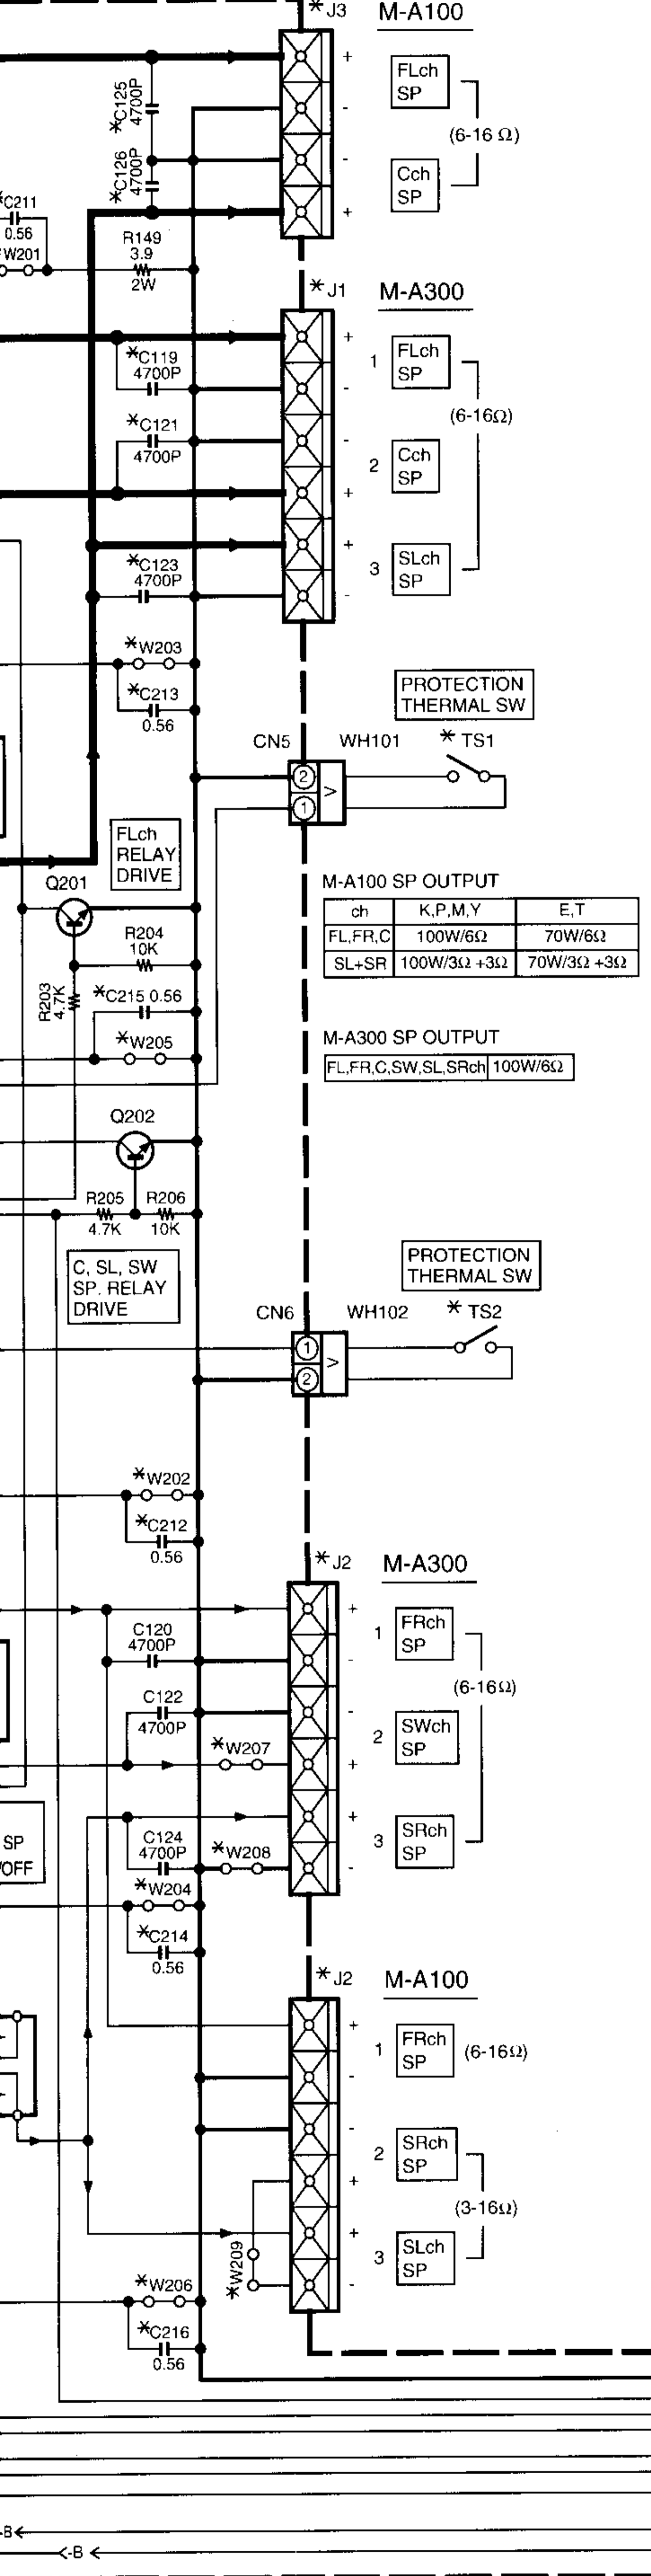 * J3 M-A100
+
FLch
SP
*C125
4700P
-
(6-16 Ω)
-
*C126
4700P
Cch
SP
+
*C211
0.56
*W201
R149
3.9
2W
* J1 M-A300
+
1 FLch
SP
*C119
4700P
-
(6-16Ω)
*C121
4700P
-
2 Cch
SP
+
+
3 SLch
SP
*C123
4700P
-
*W203
*C213
0.56
PROTECTION
THERMAL SW
CN5 WH101 * TS1
2
1
>
FLch
RELAY
DRIVE
Q201
M-A100 SP OUTPUT
ch K,P,M,Y E,T
FL,FR,C 100W/6Ω 70W/6Ω
SL+SR 100W/3Ω +3Ω 70W/3Ω +3Ω
R204
10K
R203
4.7K
*C215 0.56
*W205
M-A300 SP OUTPUT
FL,FR,C,SW,SL,SRch 100W/6Ω
Q202
R205 R206
4.7K 10K
C, SL, SW
SP. RELAY
DRIVE
PROTECTION
THERMAL SW
CN6 WH102 * TS2
1
2
>
*W202
*C212
0.56
* J2 M-A300
+
1 FRch
SP
C120
4700P
-
(6-16Ω)
C122
4700P
-
2 SWch
SP
*W207
+
+
3 SRch
SP
SP
/OFF
C124
4700P
*W208
-
*W204
*C214
0.56
* J2 M-A100
+
1 FRch
SP
(6-16Ω)
-
-
2 SRch
SP
+
(3-16Ω)
+
3 SLch
SP
*W209
-
*W206
*C216
0.56
-B
-B